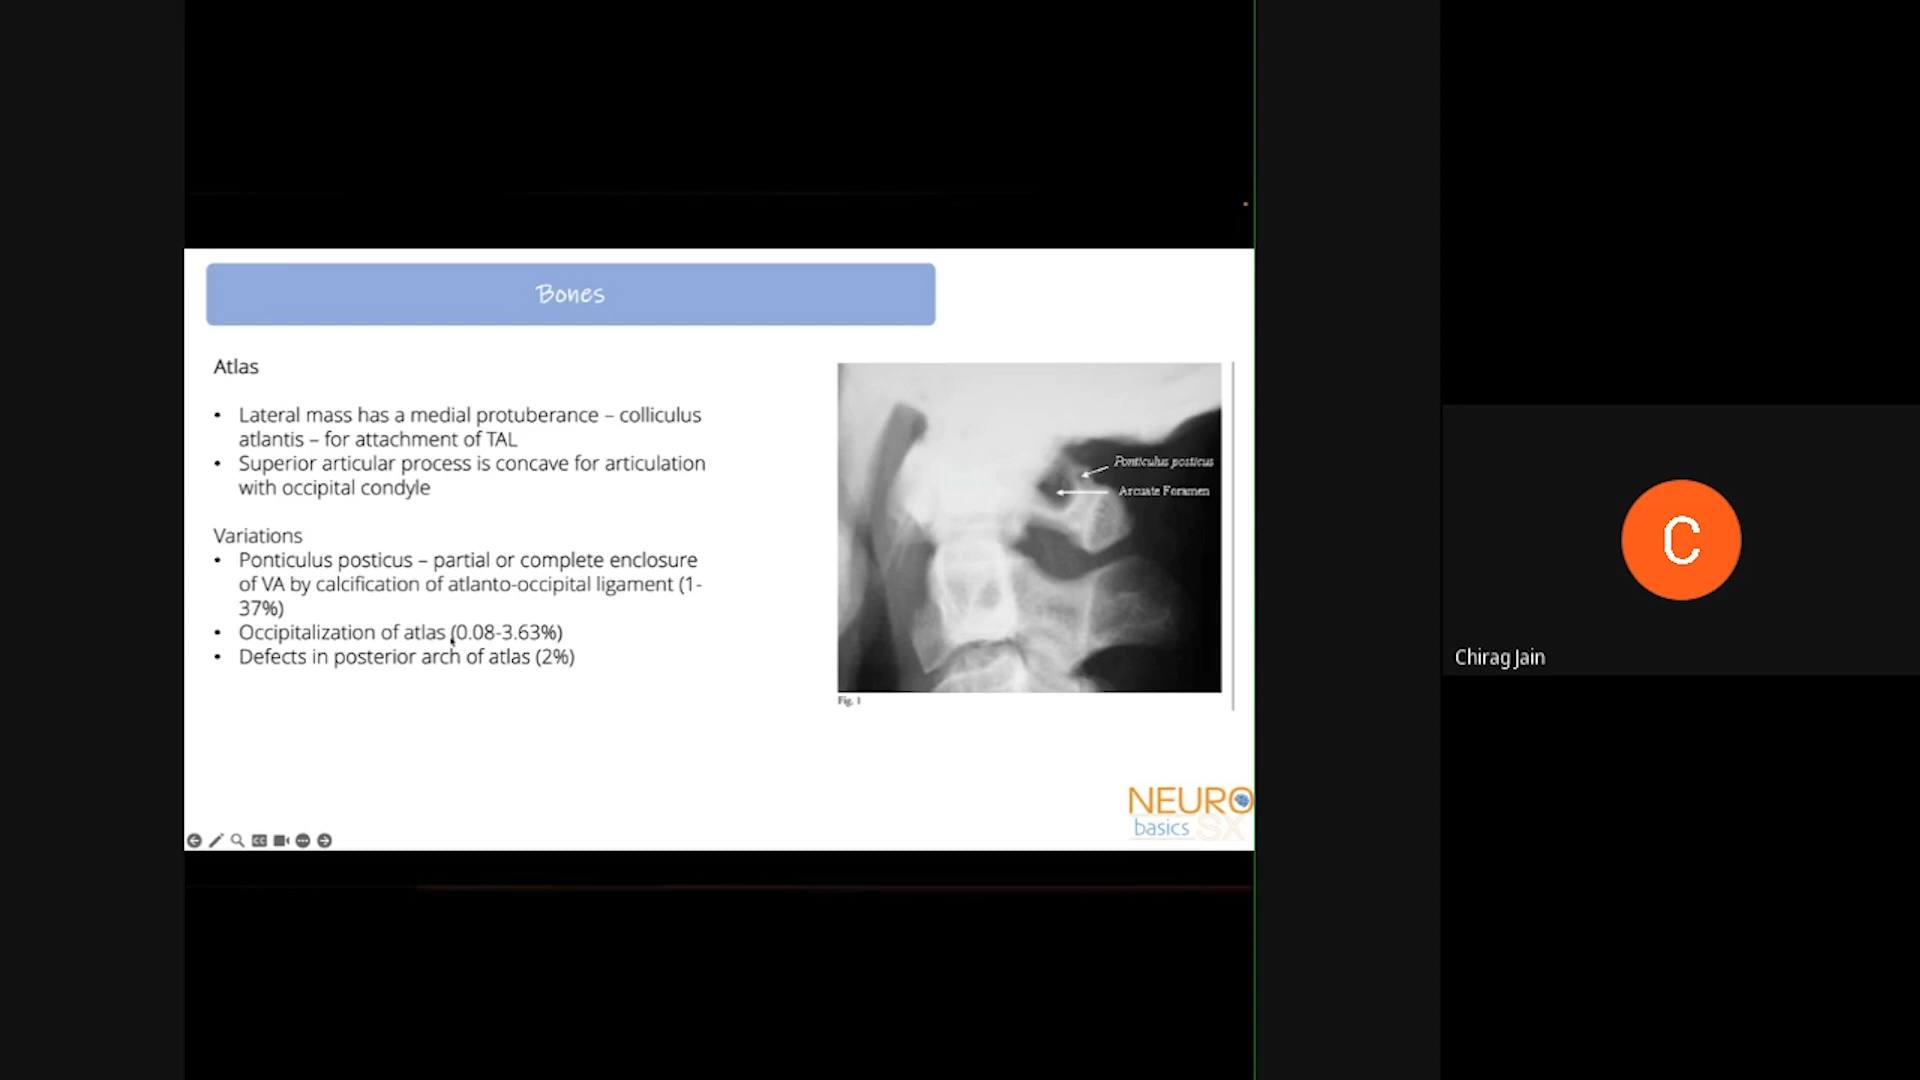 Bones
Atlas
• Lateral mass has a medial protuberance – colliculus
atlantis – for attachment of TAL
• Superior articular process is concave for articulation
with occipital condyle
Variations
• Ponticulus posticus – partial or complete enclosure
of VA by calcification of atlanto-occipital ligament (1-
37%)
• Occipitalization of atlas (0.08-3.63%)
• Defects in posterior arch of atlas (2%)
Ponticulus posticus
Arcuate Foramen
Fig. 1
NEURO
basics SX
C
Chirag Jain